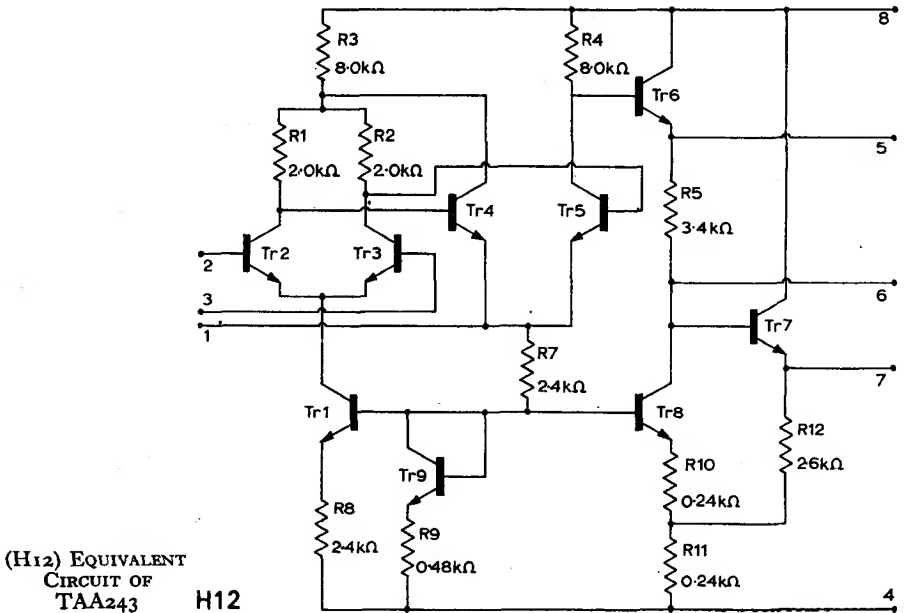 8
R3
8·0kΩ
R4
8·0kΩ
Tr6
5
R1
2·0kΩ
R2
2·0kΩ
Tr4
Tr5
R5
3·4kΩ
2
Tr2
Tr3
6
3
1
Tr7
R7
2·4kΩ
7
Tr1
Tr8
R12
2·6kΩ
Tr9
R10
0·24kΩ
R8
2·4kΩ
R9
0·48kΩ
R11
0·24kΩ
(H12) EQUIVALENT
CIRCUIT OF
TAA243
H12
4